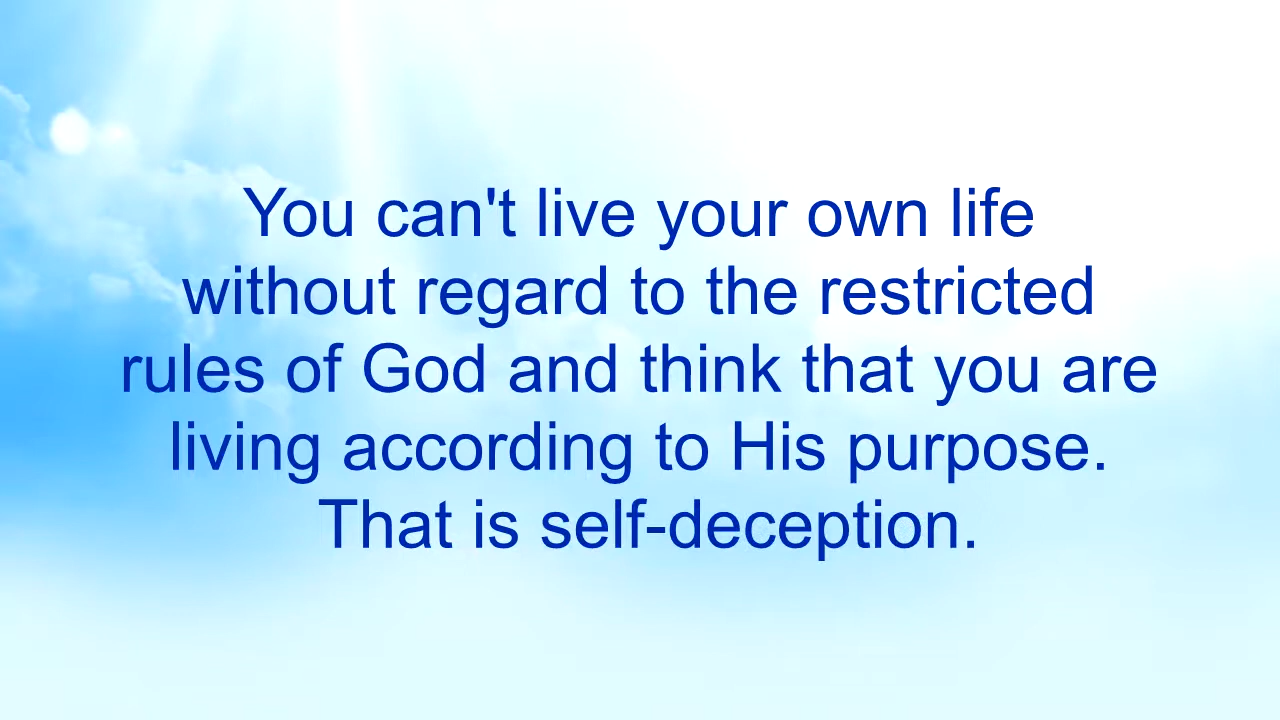 You can't live your own life
without regard to the restricted
rules of God and think that you are
living according to His purpose.
That is self-deception.